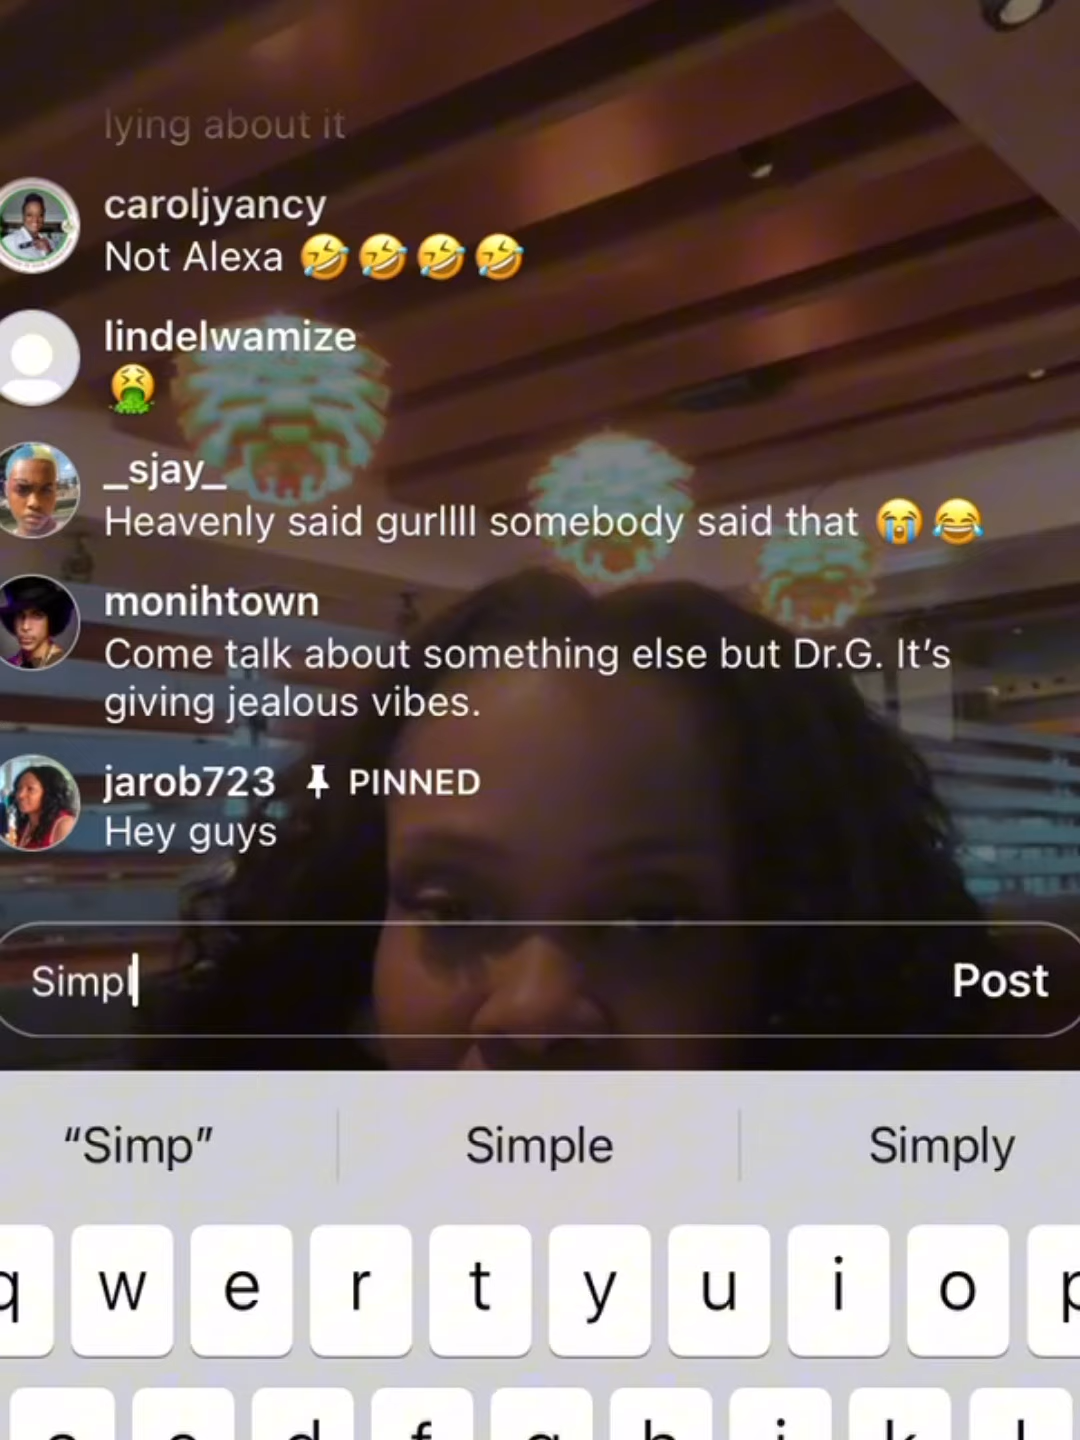 lying about it
caroljyancy
Not Alexa 🤣🤣🤣🤣
lindelwamize
🤮
_sjay_
Heavenly said gurllll somebody said that 😭😂
monihtown
Come talk about something else but Dr.G. It’s
giving jealous vibes.
jarob723 📌 PINNED
Hey guys
Simpl Post
“Simp” Simple Simply
q w e r t y u i o p
a s d f g h j k l